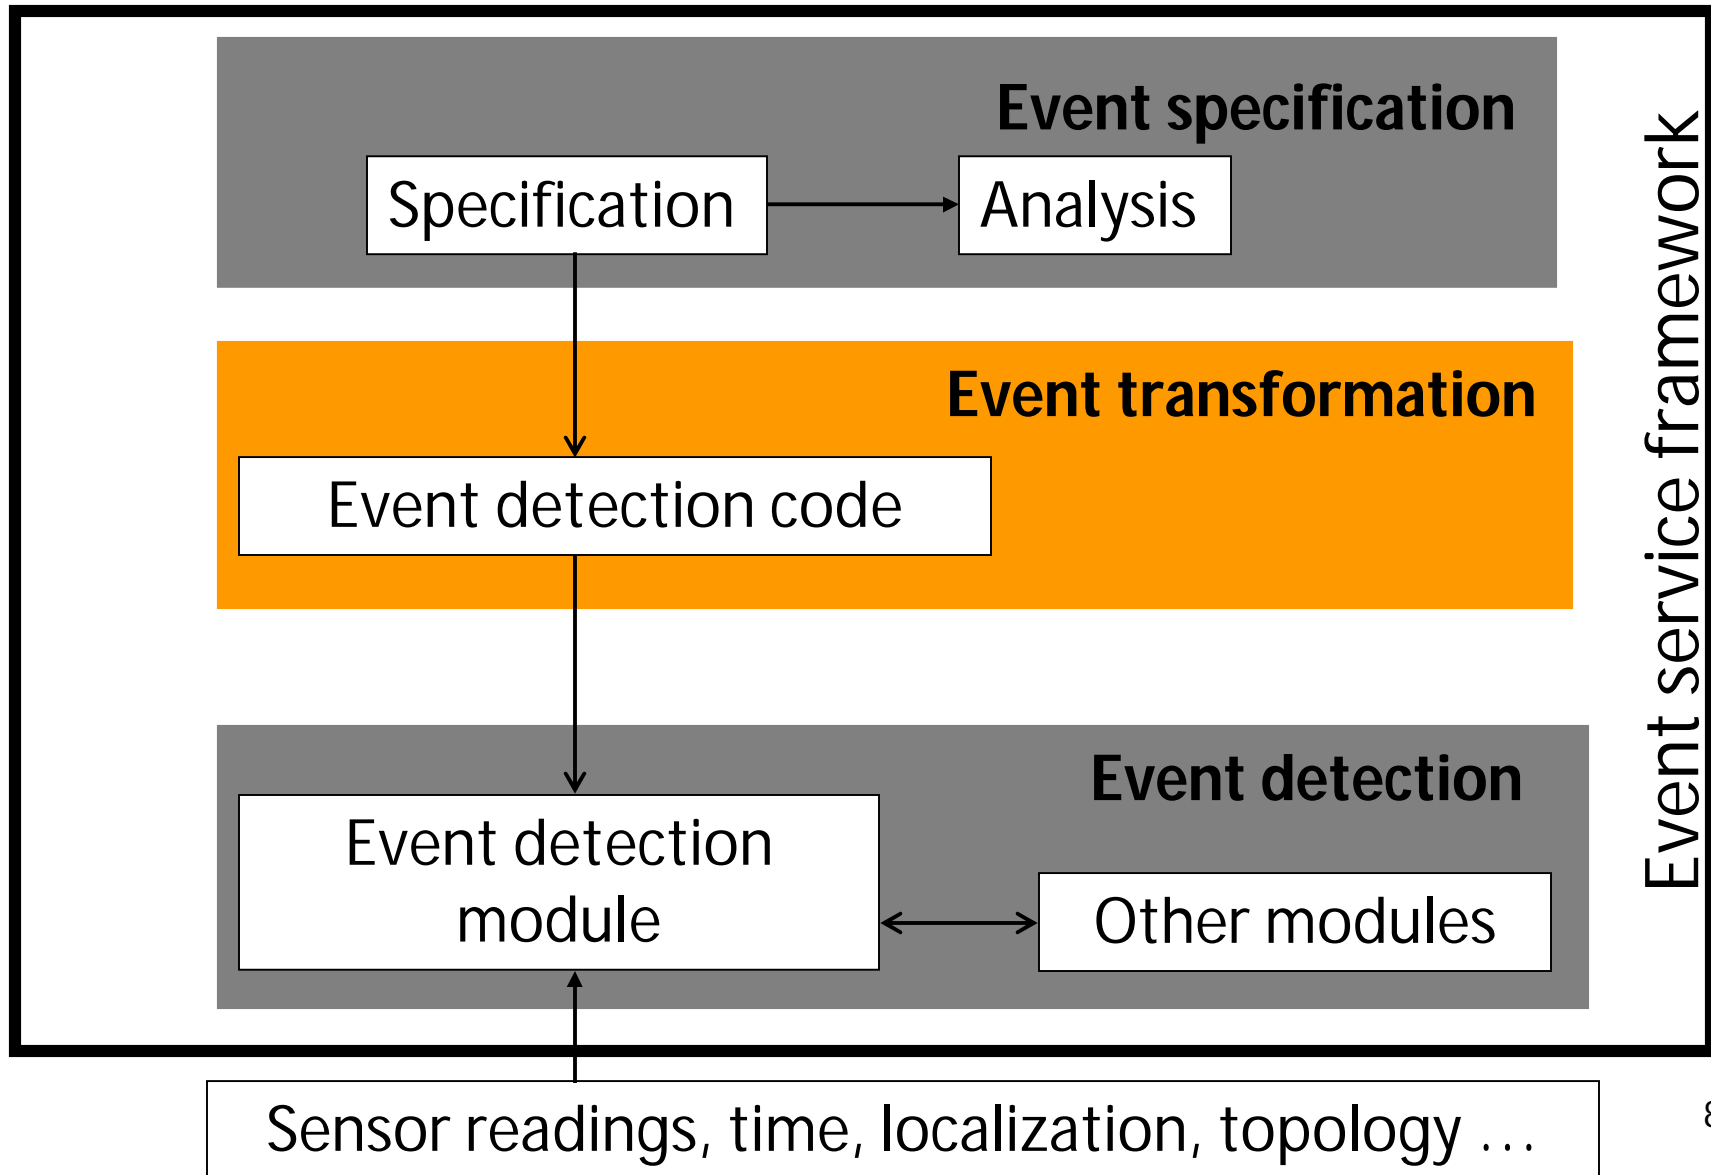 Event specification
Specification
Analysis
Event transformation
Event detection code
Event detection
Event detection
module
Other modules
Event service framework
Sensor readings, time, localization, topology ...
8